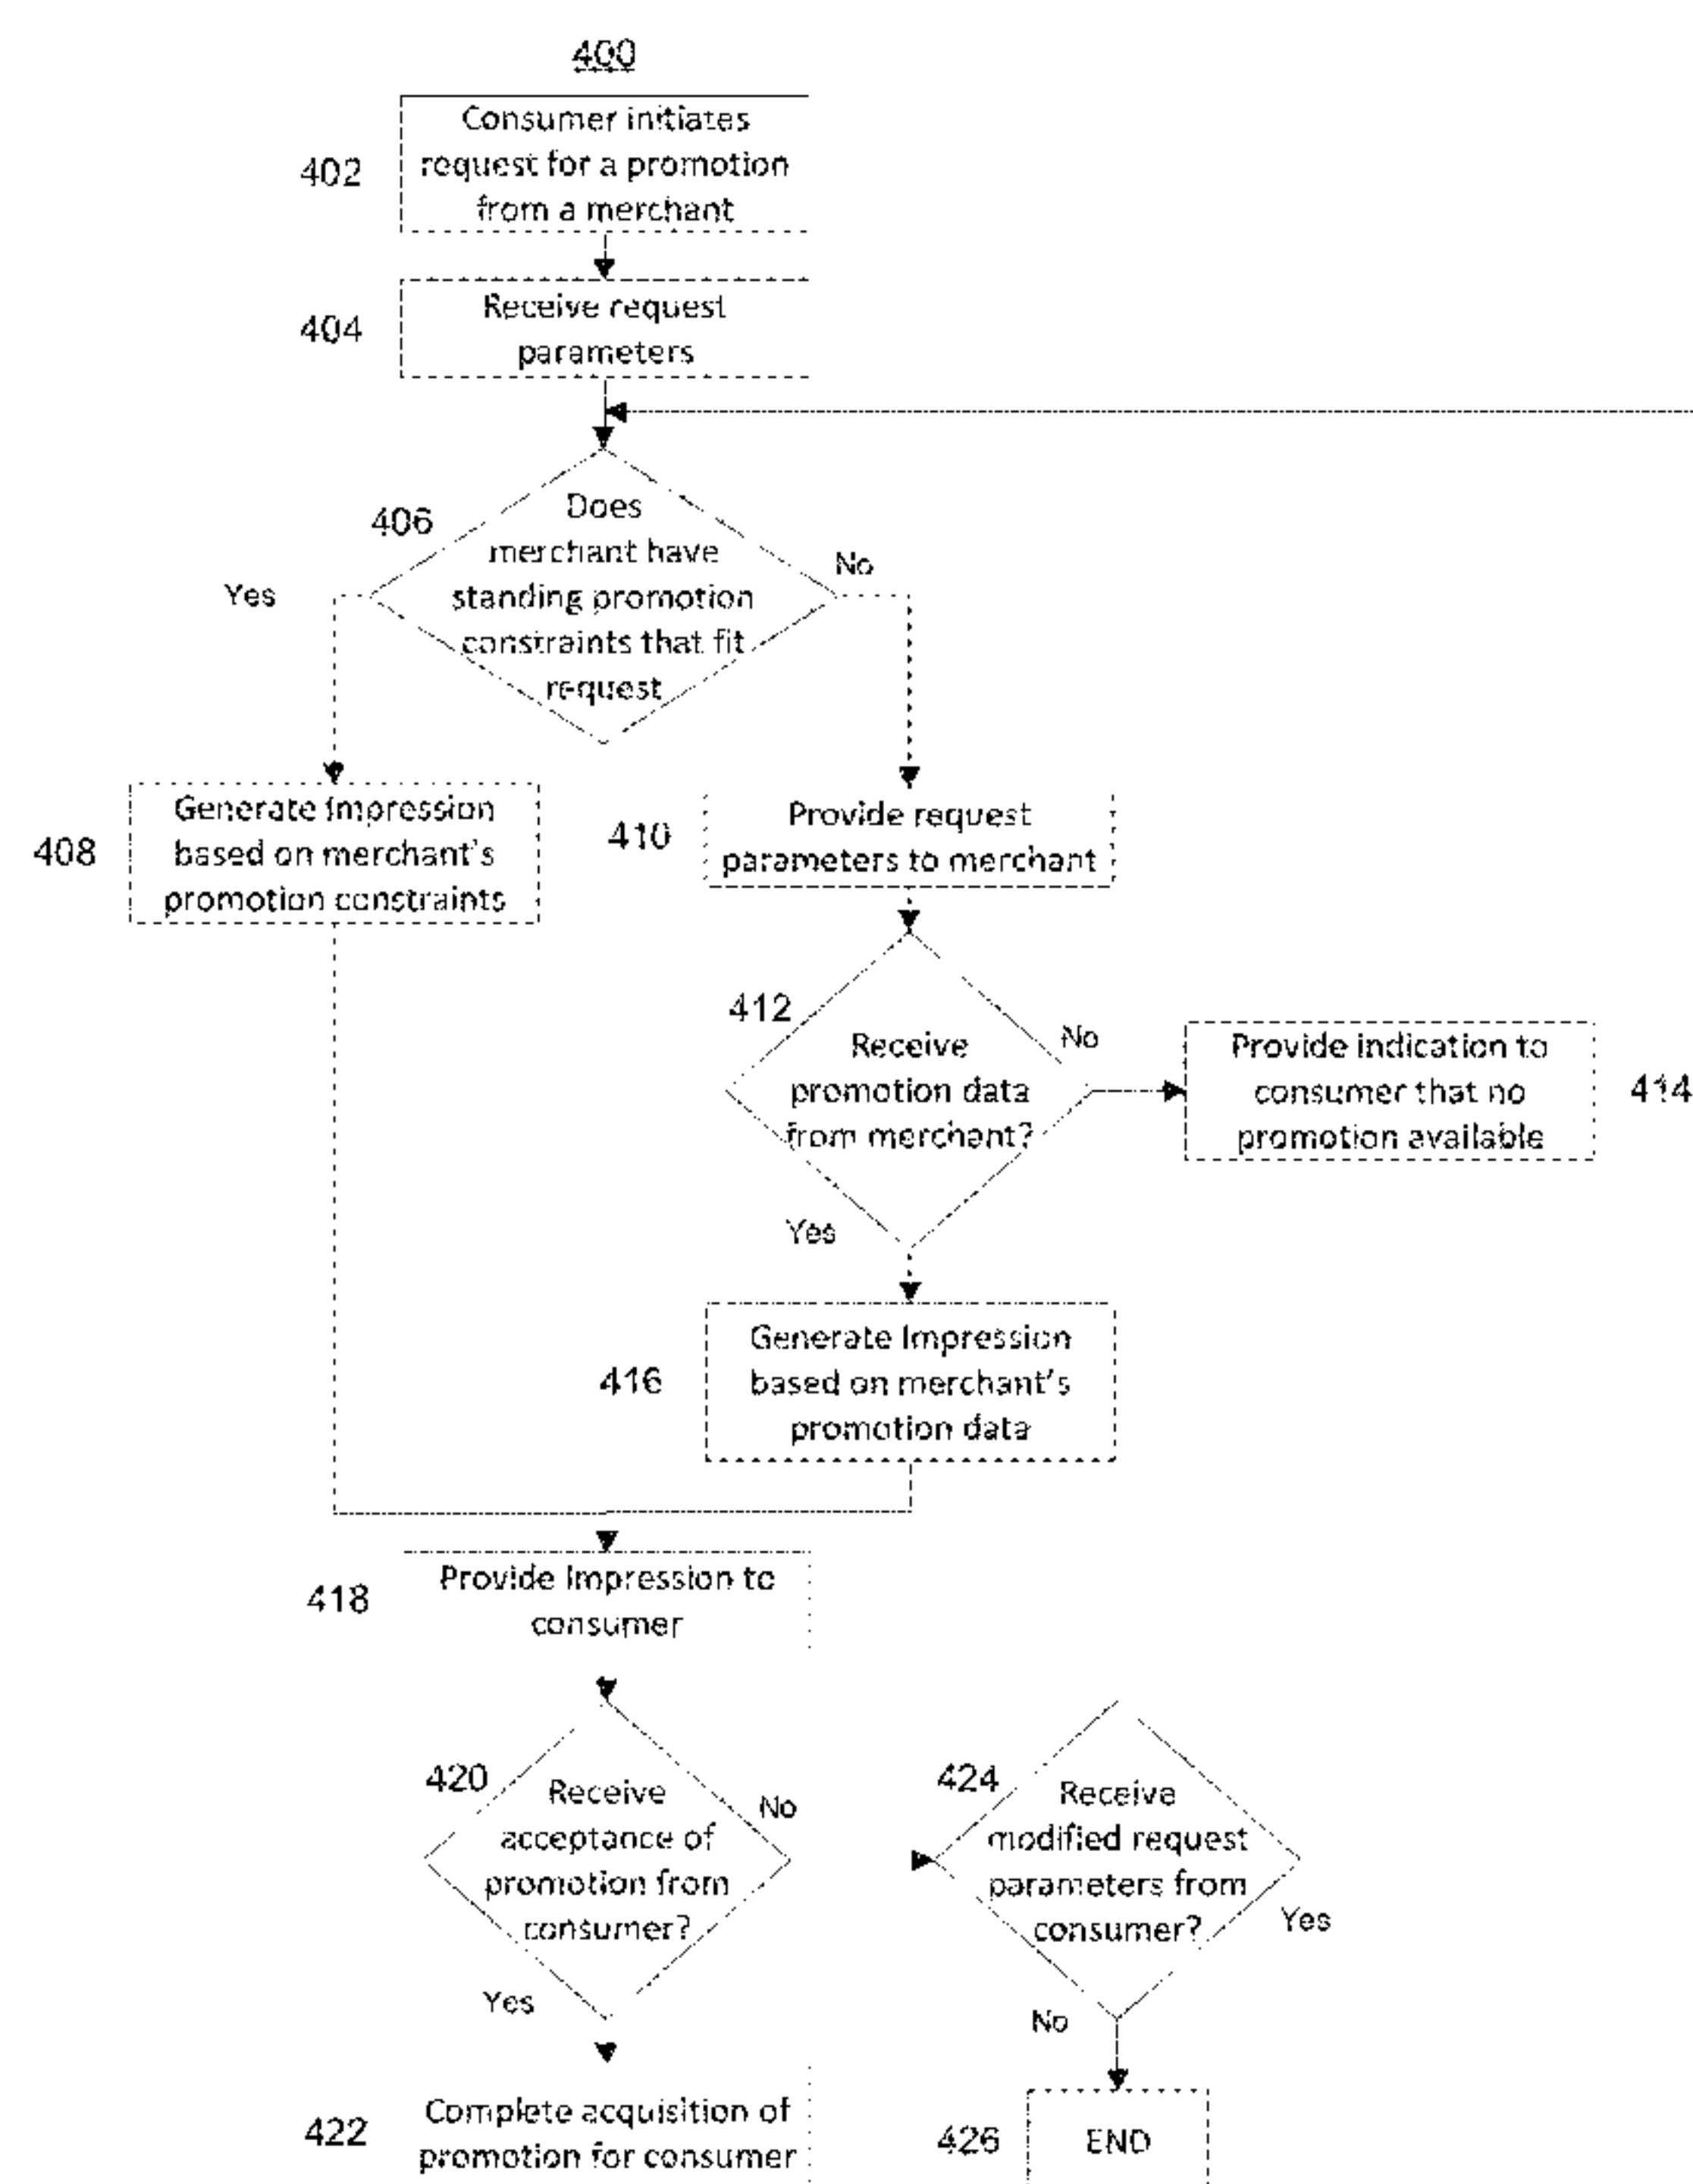 400
402
Consumer initiates
request for a promotion
from a merchant
404
Receive request
parameters
406
Does
merchant have
standing promotion
constraints that fit
request
Yes
No
408
Generate Impression
based on merchant's
promotion constraints
410
Provide request
parameters to merchant
412
Receive
promotion data
from merchant?
No
Yes
Provide indication to
consumer that no
promotion available
414
416
Generate Impression
based on merchant's
promotion data
418
Provide Impression to
consumer
420
Receive
acceptance of
promotion from
consumer?
No
Yes
424
Receive
modified request
parameters from
consumer?
Yes
No
422
Complete acquisition of
promotion for consumer
426
END